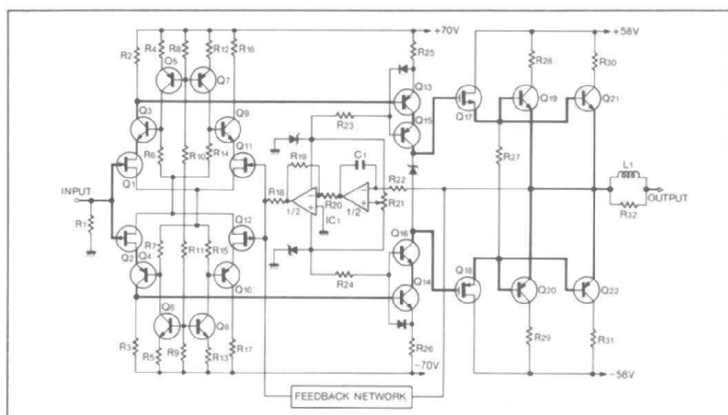 +70V
+58V
R2
R4
R8
R12
R16
R25
R28
R30
Q5
Q7
Q13
Q3
Q9
Q17
Q19
Q21
Q15
R23
R6
R10
R14
Q11
R19
C1
R27
Q1
R18
R22
L1
INPUT
1/2
R20
1/2
R21
OUTPUT
IC1
R32
R1
Q12
Q16
Q2
R7
R11
R15
Q18
Q4
R24
Q20
Q22
Q10
Q14
Q6
Q8
R3
R5
R9
R13
R17
R26
R29
R31
−70V
−58V
FEEDBACK NETWORK